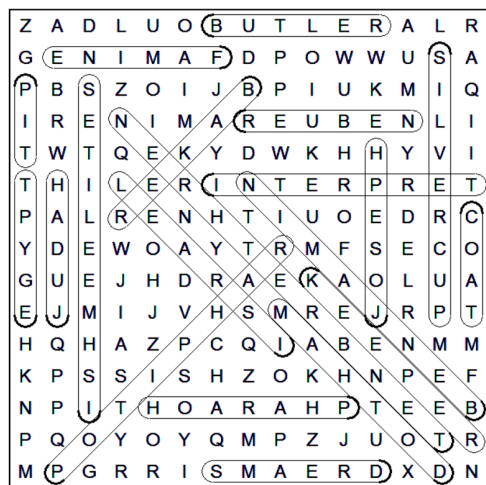 Z A D L U O B U T L E R A L R
G E N I M A F D P O W W U S A
P B S Z O I J B P I U K M I Q
I R E N I M A R E U B E N L I
T W T Q E K Y D W K H H Y V I
T H I L E R I N T E R P R E T
P A L R E N H T I U O E D R C
Y D E W O A Y T R M F S E C O
G U E J H D R A E K A O L U A
E J M I J V H S M R E J R P T
H Q H A Z P C Q I A B E N M M
K P S S I S H Z O K H N P E F
N P I T H O A R A H P T E E B
P Q O Y O Y Q M P Z J U O T R
M P G R R I S M A E R D X D N